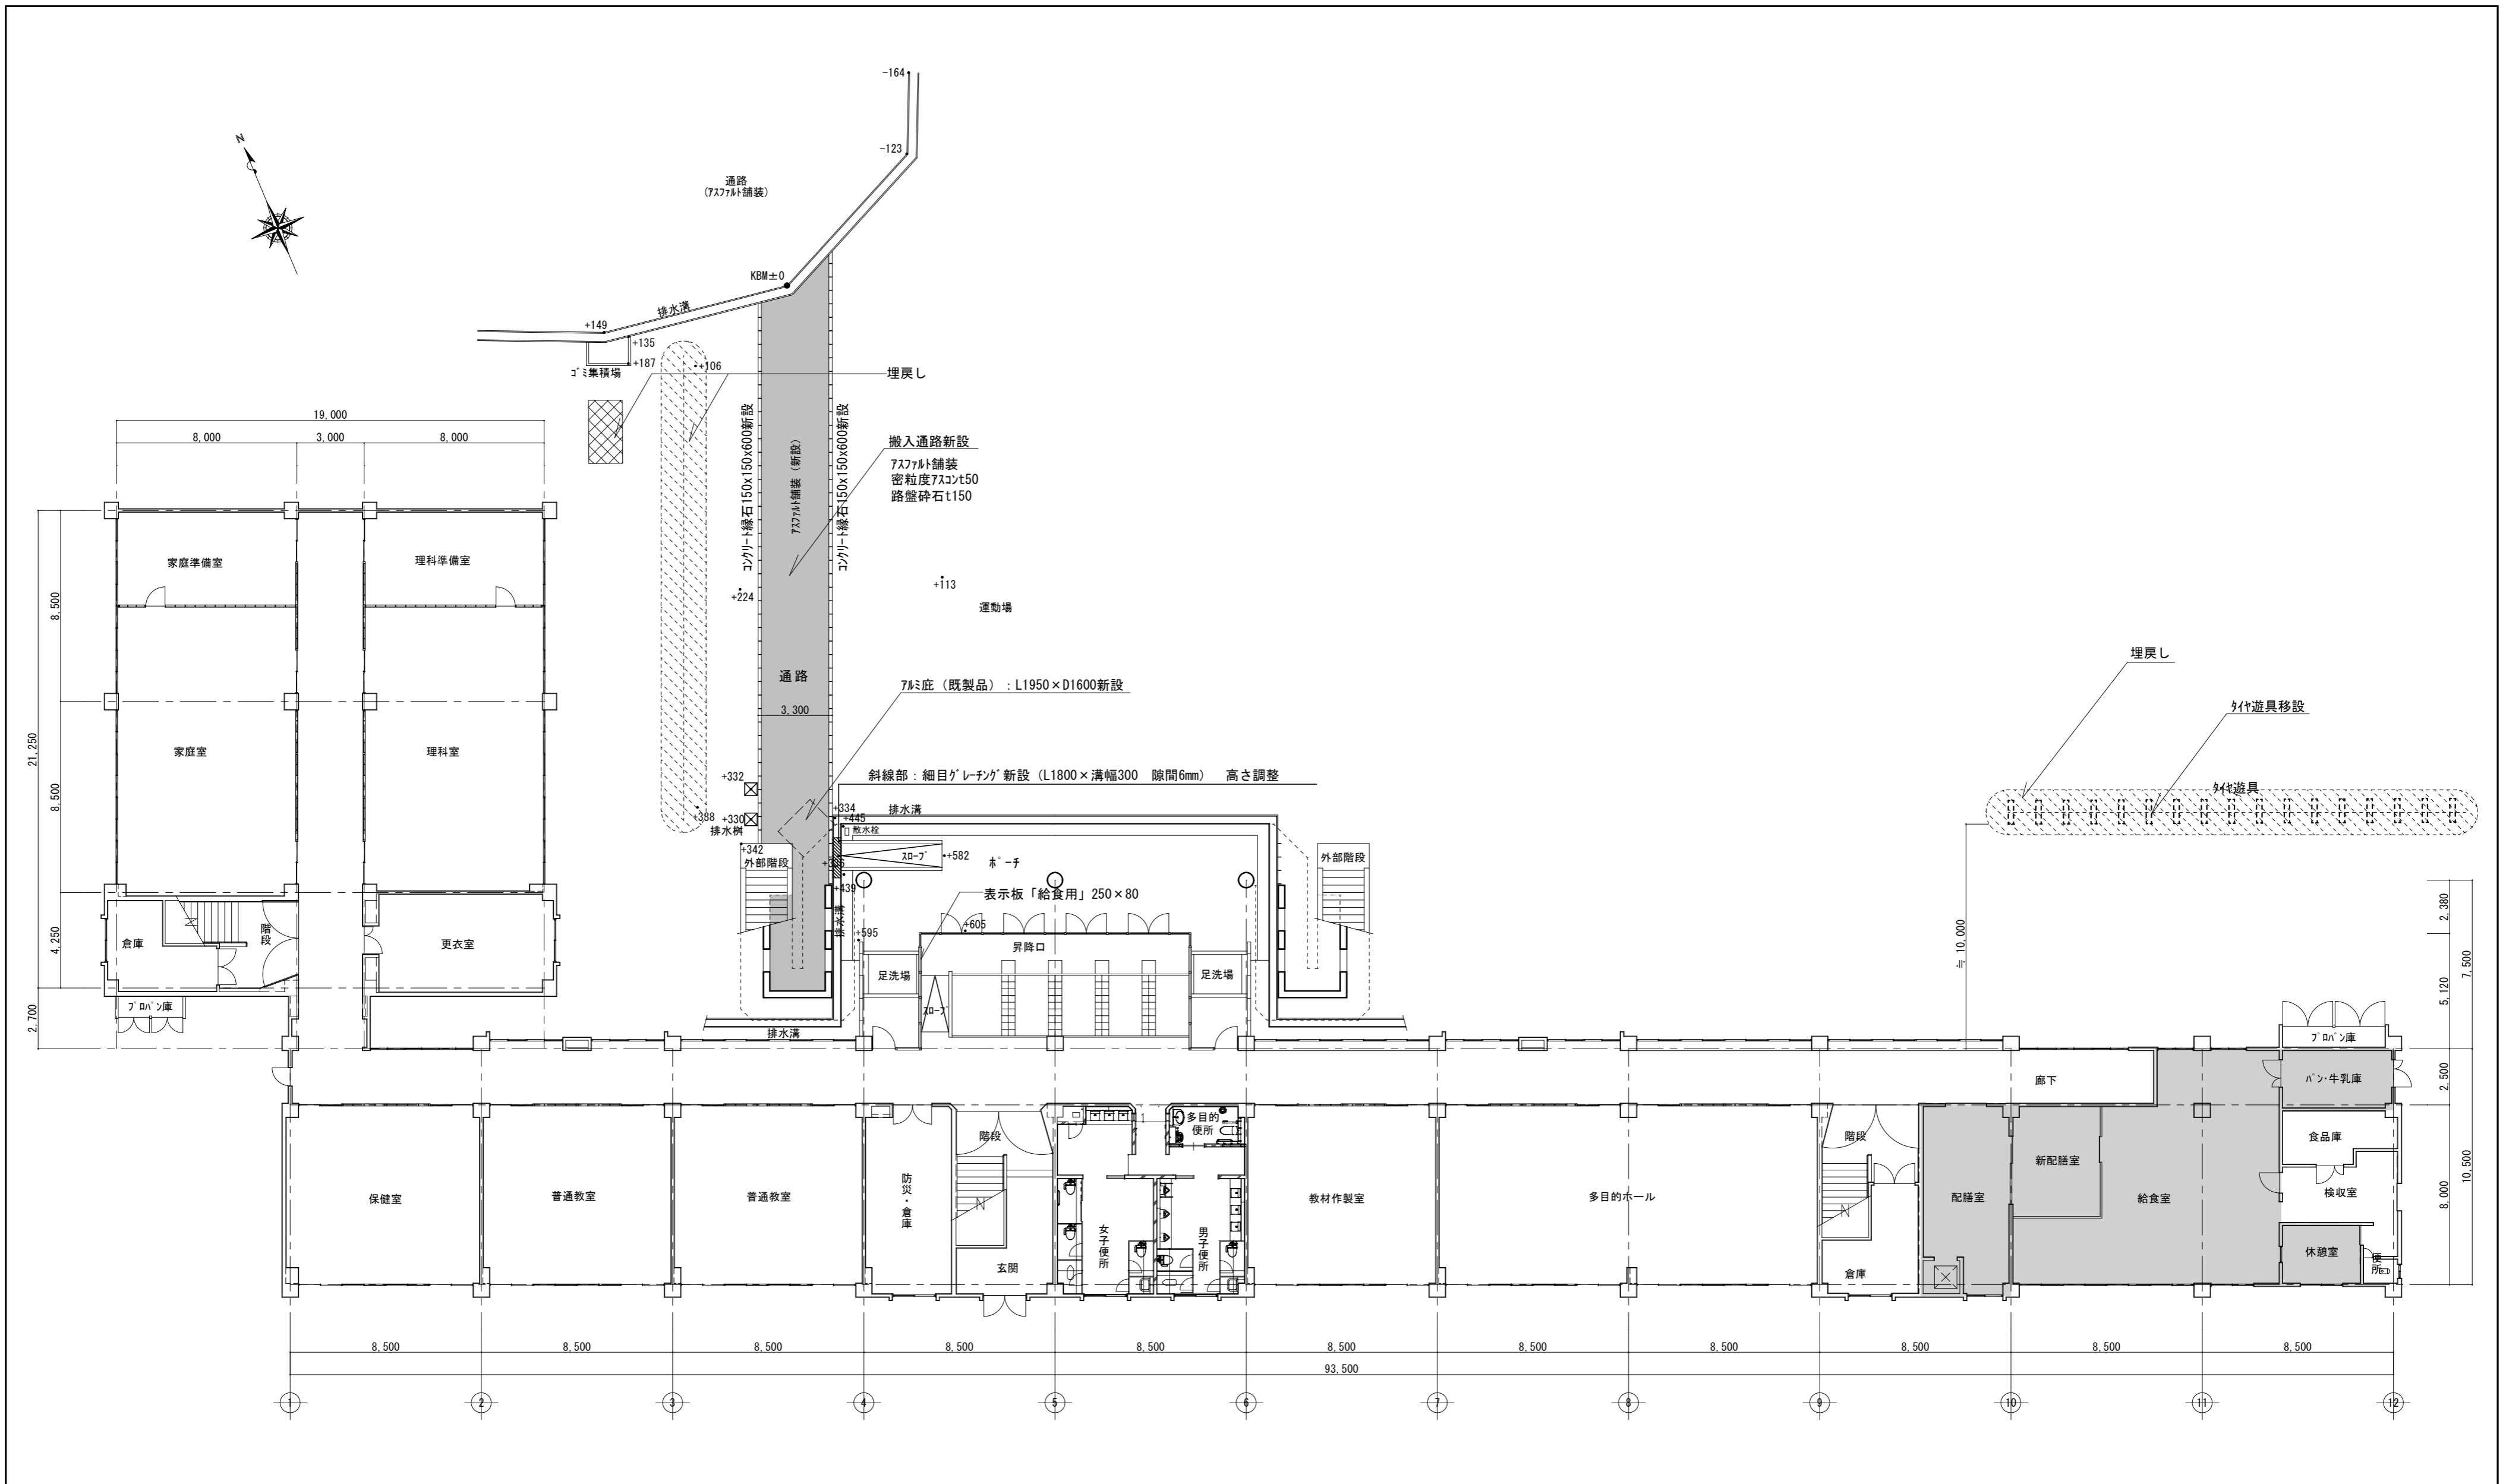 -164
-123
N
通路
(ｱｽﾌｧﾙﾄ舗装)
KBM±0
排水溝
+149
+135
+187
ｺﾞﾐ集積場
+106
埋戻し
19,000
8,000
3,000
8,000
コンクリート縁石150x150x600新設
アスファルト舗装（新設）
コンクリート縁石150x150x600新設
搬入通路新設
ｱｽﾌｧﾙﾄ舗装
密粒度ｱｽｺﾝt50
路盤砕石t150
家庭準備室
理科準備室
+224
+113
運動場
8,500
21,250
8,500
4,250
2,700
埋戻し
通路
ｱﾙﾐ庇（既製品）：L1950×D1600新設
3,300
ﾀｲﾔ遊具移設
家庭室
理科室
+332
斜線部：細目ｸﾞﾚｰﾁﾝｸﾞ新設（L1800×溝幅300 隙間6mm） 高さ調整
ﾀｲﾔ遊具
+388
+330
排水桝
+334
排水溝
+445
散水栓
+342
外部階段
ｽﾛｰﾌﾟ
+582
ﾎﾟｰﾁ
外部階段
+439
表示板「給食用」250×80
排水溝
+595
+605
昇降口
倉庫
階段
更衣室
足洗場
足洗場
ｽﾛｰﾌﾟ
≒10,000
2,380
5,120
7,500
ﾌﾟﾛﾊﾟﾝ庫
排水溝
ﾌﾟﾛﾊﾟﾝ庫
廊下
ﾊﾟﾝ・牛乳庫
2,500
階段
多目的
便所
階段
食品庫
新配膳室
保健室
普通教室
普通教室
防災・倉庫
教材作製室
多目的ホール
配膳室
給食室
検収室
8,000
10,500
女子便所
男子便所
玄関
倉庫
休憩室
便所
8,500
8,500
8,500
8,500
8,500
8,500
8,500
8,500
8,500
8,500
8,500
93,500
1
2
3
4
5
6
7
8
9
10
11
12